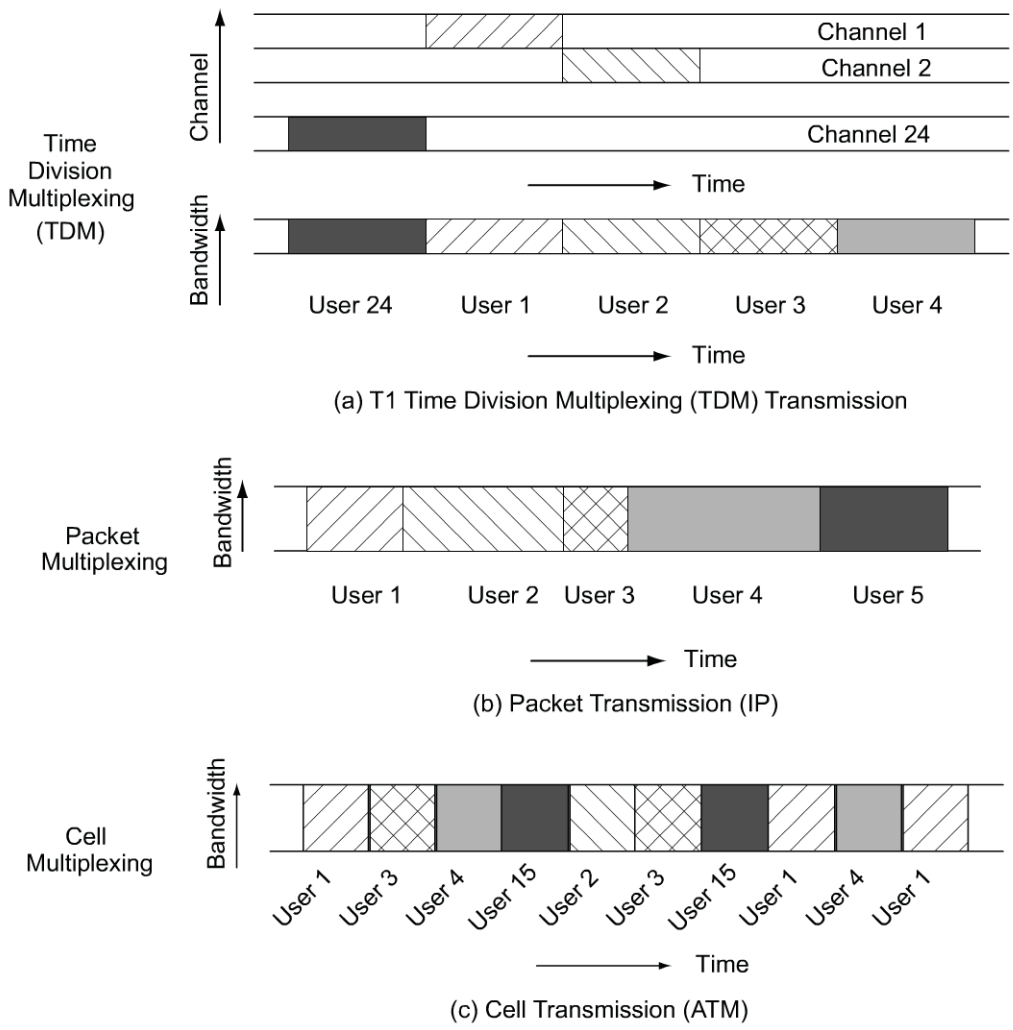 Channel
Channel 1
Channel 2
Channel 24
Time
Division
Multiplexing
(TDM)
Time
Bandwidth
User 24
User 1
User 2
User 3
User 4
Time
(a) T1 Time Division Multiplexing (TDM) Transmission
Packet
Multiplexing
Bandwidth
User 1
User 2
User 3
User 4
User 5
Time
(b) Packet Transmission (IP)
Cell
Multiplexing
Bandwidth
User 1
User 3
User 4
User 15
User 2
User 3
User 15
User 1
User 4
User 1
Time
(c) Cell Transmission (ATM)